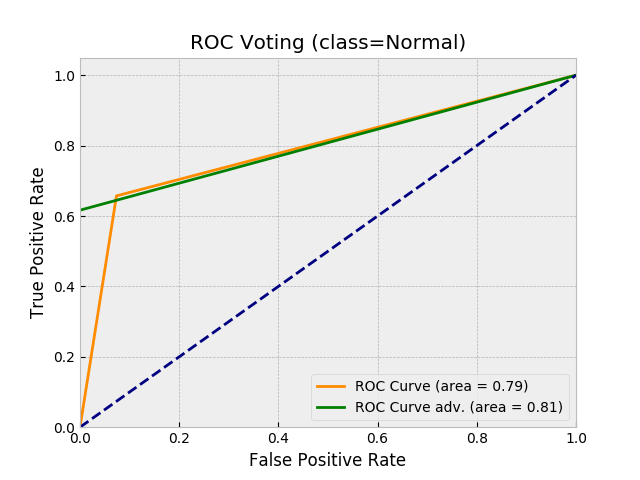 ROC Voting (class=Normal)
1.0
0.8
0.6
0.4
0.2
0.0
True Positive Rate
0.0 0.2 0.4 0.6 0.8 1.0
False Positive Rate
ROC Curve (area = 0.79)
ROC Curve adv. (area = 0.81)